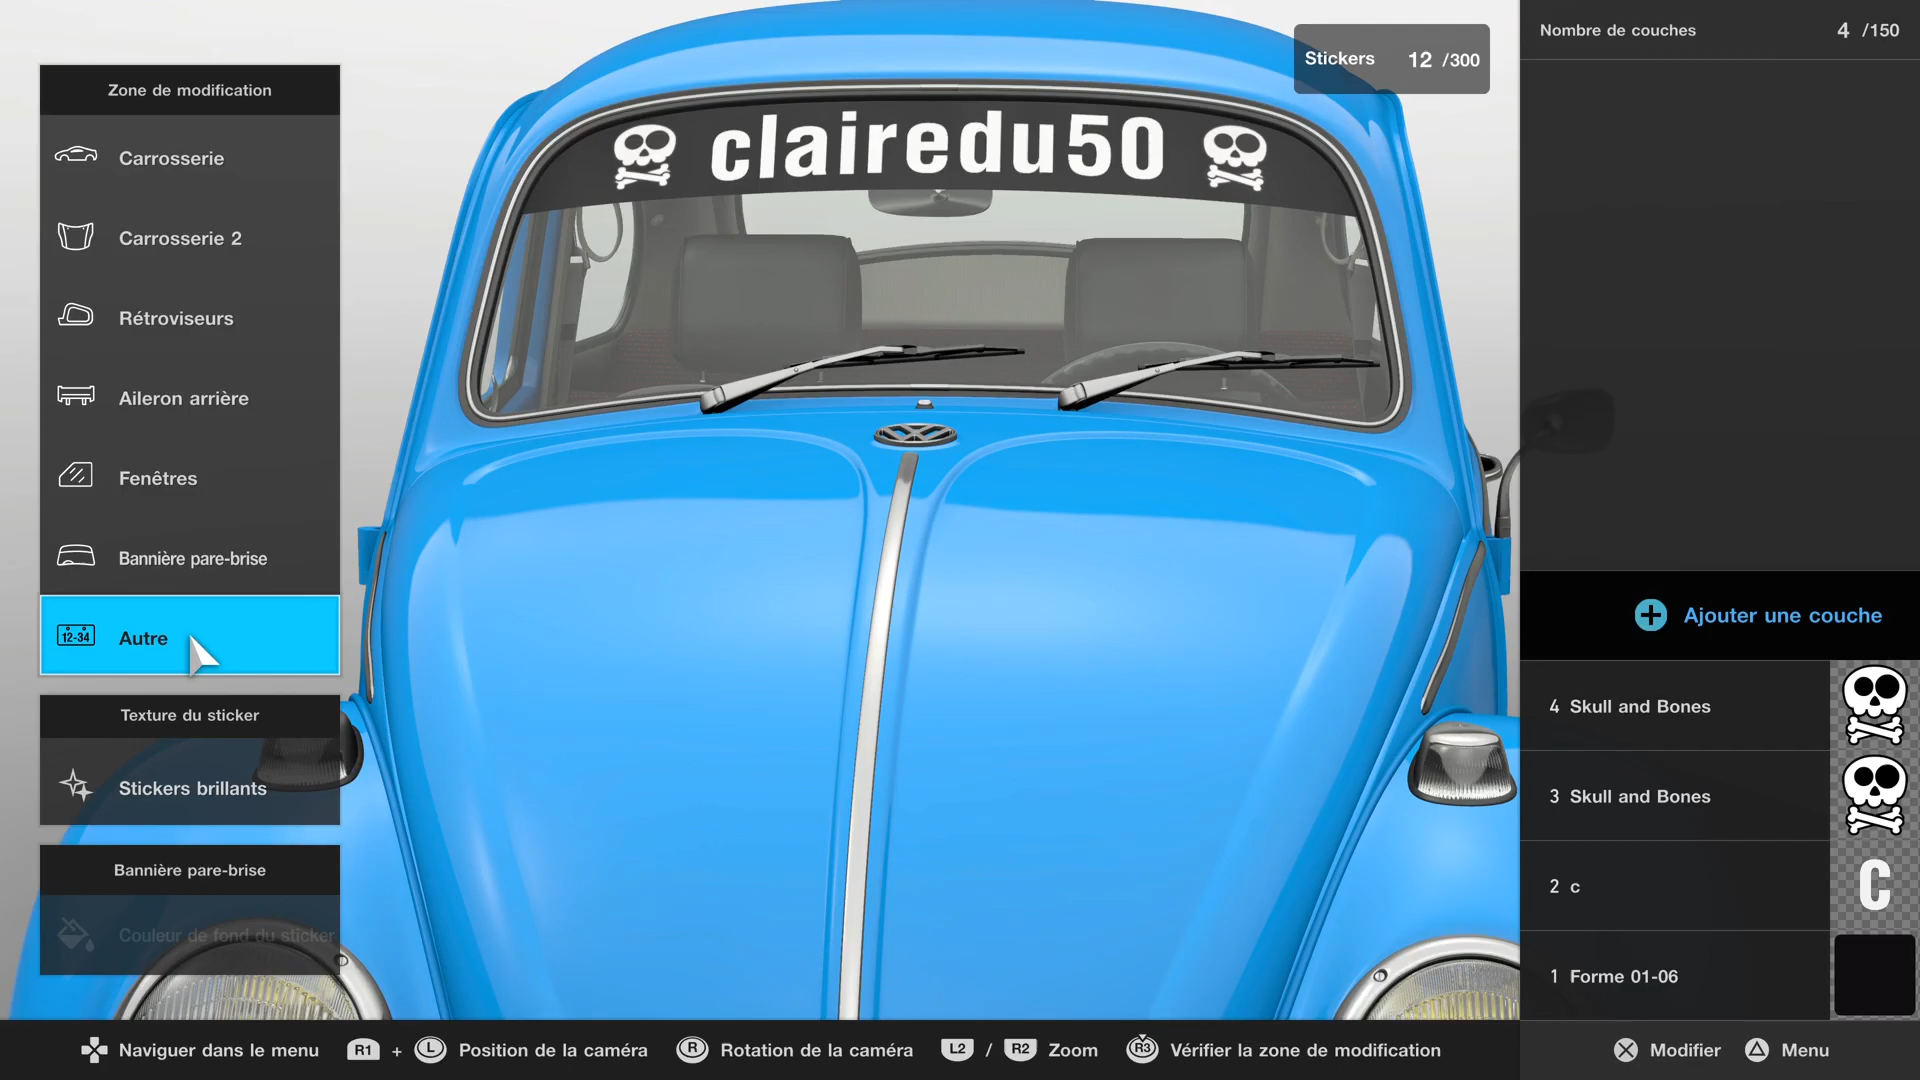 Zone de modification
Carrosserie
Carrosserie 2
Rétroviseurs
Aileron arrière
Fenêtres
Bannière pare-brise
12-34
Autre
Texture du sticker
Stickers brillants
Bannière pare-brise
Couleur de fond du sticker
clairedu50
Stickers 12 /300
Nombre de couches 4 /150
Ajouter une couche
4 Skull and Bones
3 Skull and Bones
2 c
C
1 Forme 01-06
Naviguer dans le menu
R1 + L Position de la caméra
R Rotation de la caméra
L2 / R2 Zoom
R3 Vérifier la zone de modification
Modifier
Menu